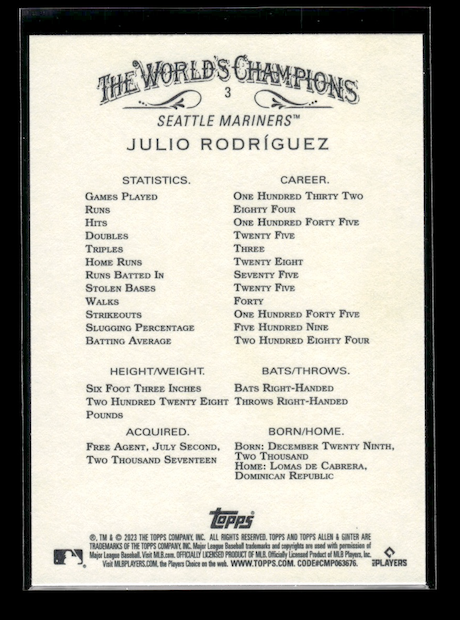 THE WORLD'S CHAMPIONS
3
SEATTLE MARINERS™
JULIO RODRÍGUEZ
STATISTICS. CAREER.
GAMES PLAYED ONE HUNDRED THIRTY TWO
RUNS EIGHTY FOUR
HITS ONE HUNDRED FORTY FIVE
DOUBLES TWENTY FIVE
TRIPLES THREE
HOME RUNS TWENTY EIGHT
RUNS BATTED IN SEVENTY FIVE
STOLEN BASES TWENTY FIVE
WALKS FORTY
STRIKEOUTS ONE HUNDRED FORTY FIVE
SLUGGING PERCENTAGE FIVE HUNDRED NINE
BATTING AVERAGE TWO HUNDRED EIGHTY FOUR
HEIGHT/WEIGHT.
SIX FOOT THREE INCHES
TWO HUNDRED TWENTY EIGHT
POUNDS
BATS/THROWS.
BATS RIGHT-HANDED
THROWS RIGHT-HANDED
ACQUIRED.
FREE AGENT, JULY SECOND,
TWO THOUSAND SEVENTEEN
BORN/HOME.
BORN: DECEMBER TWENTY NINTH,
TWO THOUSAND
HOME: LOMAS DE CABRERA,
DOMINICAN REPUBLIC
Topps
®, TM & © 2023 THE TOPPS COMPANY, INC. ALL RIGHTS RESERVED. TOPPS AND TOPPS ALLEN & GINTER ARE
TRADEMARKS OF THE TOPPS COMPANY, INC. Major League Baseball trademarks and copyrights are used with permission of
Major League Baseball. Visit MLB.com. OFFICIALLY LICENSED PRODUCT OF MLB. Officially Licensed Product of MLB Players, Inc.
Visit MLBPLAYERS.COM, the Players Choice on the web. WWW.TOPPS.COM. CODE#CMP063676.
PLAYERS